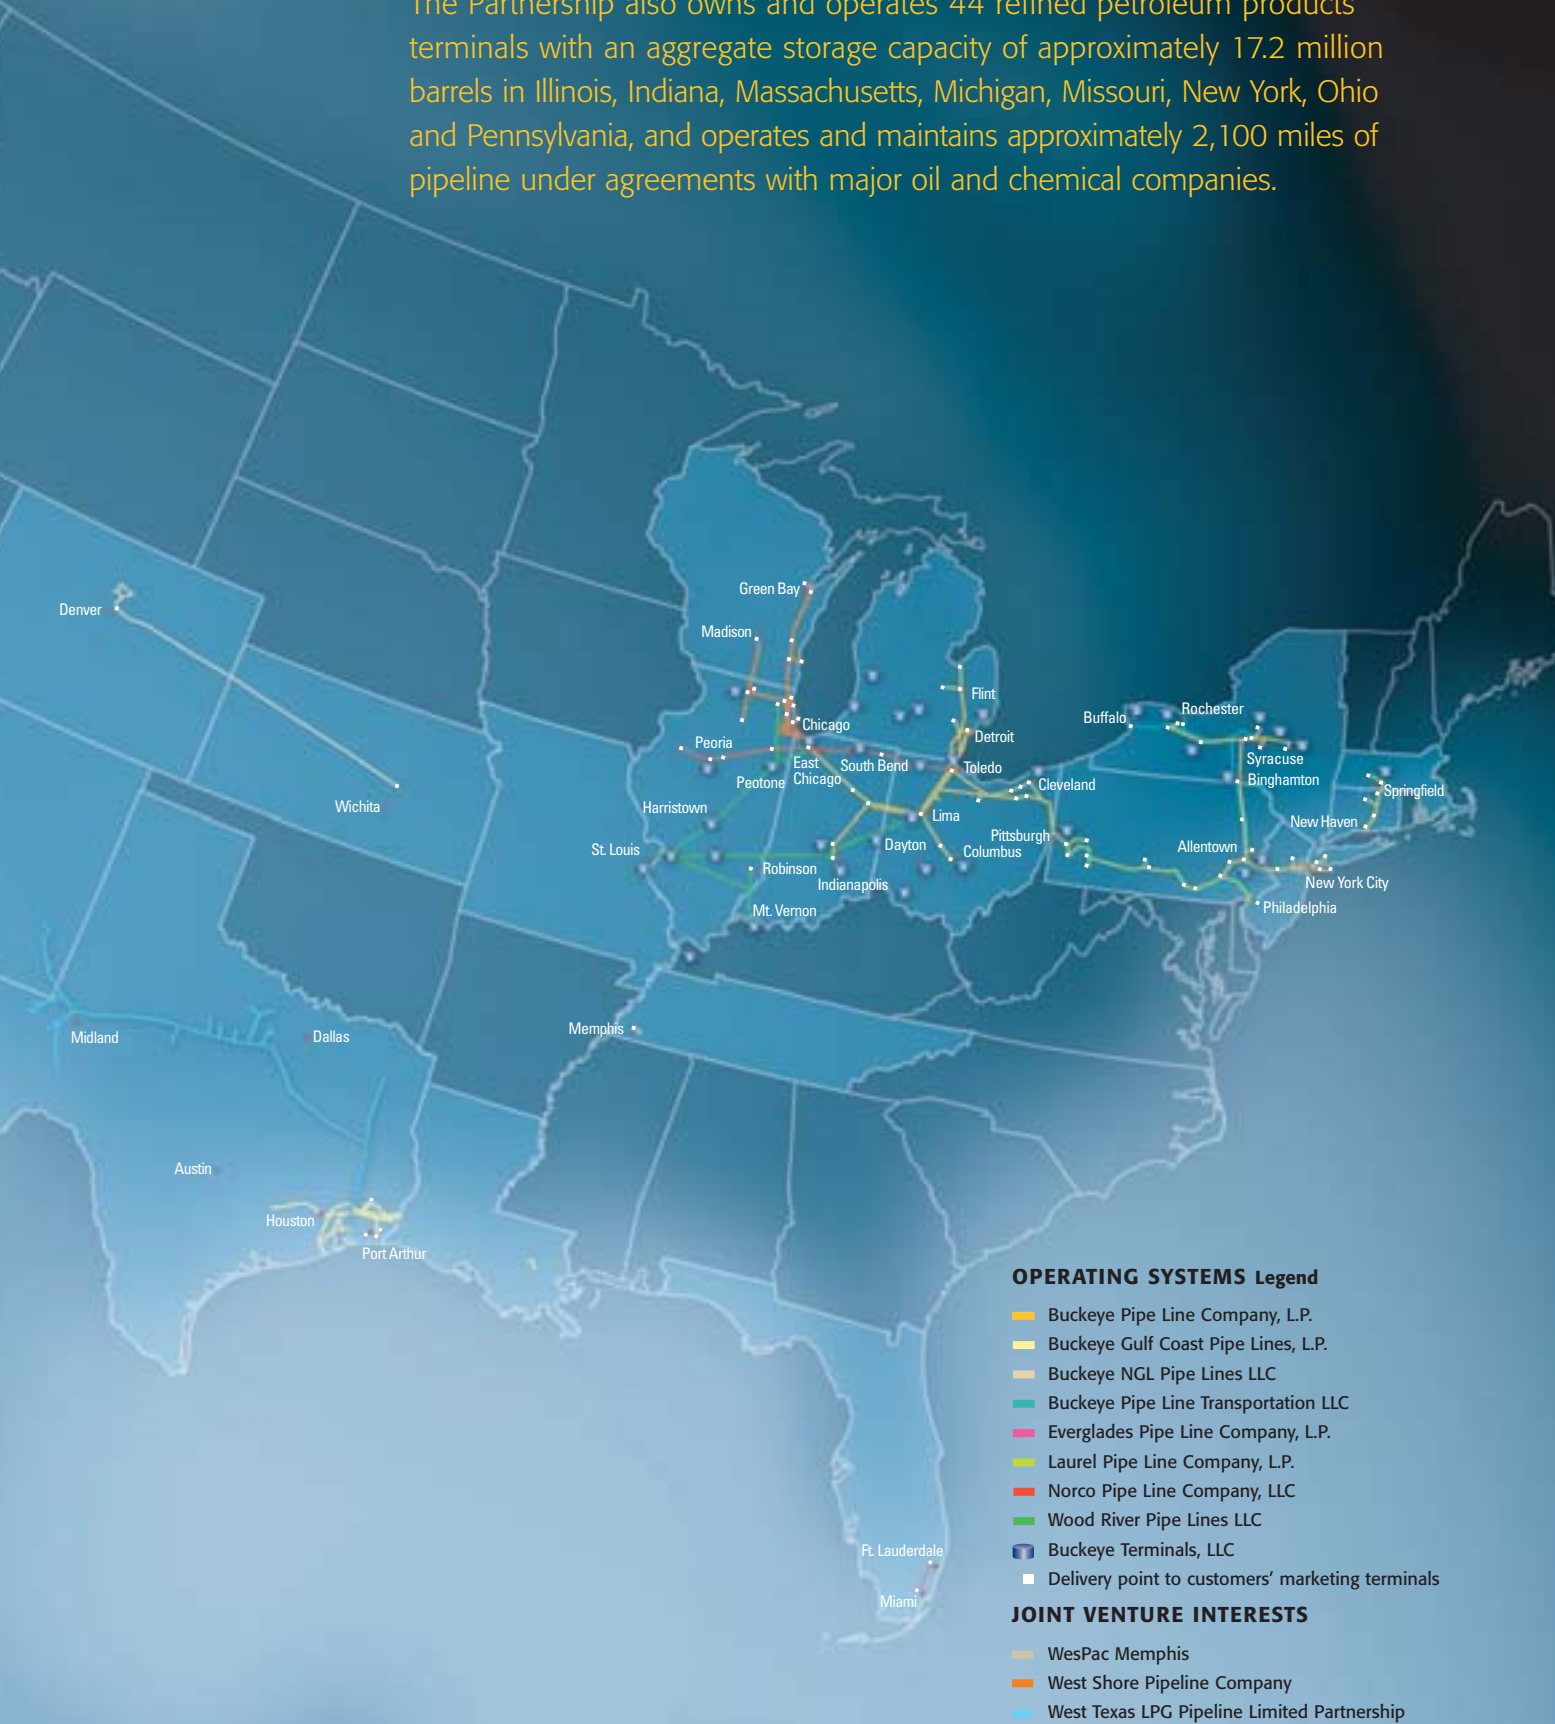 The Partnership also owns and operates 44 refined petroleum products
terminals with an aggregate storage capacity of approximately 17.2 million
barrels in Illinois, Indiana, Massachusetts, Michigan, Missouri, New York, Ohio
and Pennsylvania, and operates and maintains approximately 2,100 miles of
pipeline under agreements with major oil and chemical companies.
Green Bay
Denver
Madison
Flint
Rochester
Buffalo
Chicago
Detroit
Peoria
Syracuse
East
Chicago
South Bend
Toledo
Binghamton
Peotone
Cleveland
Springfield
Wichita
Harristown
Lima
New Haven
Pittsburgh
Dayton
Allentown
St. Louis
Columbus
Robinson
Indianapolis
New York City
Mt. Vernon
Philadelphia
Memphis
Midland
Dallas
Austin
Houston
Port Arthur
Ft. Lauderdale
Miami
OPERATING SYSTEMS Legend
Buckeye Pipe Line Company, L.P.
Buckeye Gulf Coast Pipe Lines, L.P.
Buckeye NGL Pipe Lines LLC
Buckeye Pipe Line Transportation LLC
Everglades Pipe Line Company, L.P.
Laurel Pipe Line Company, L.P.
Norco Pipe Line Company, LLC
Wood River Pipe Lines LLC
Buckeye Terminals, LLC
Delivery point to customers’ marketing terminals
JOINT VENTURE INTERESTS
WesPac Memphis
West Shore Pipeline Company
West Texas LPG Pipeline Limited Partnership